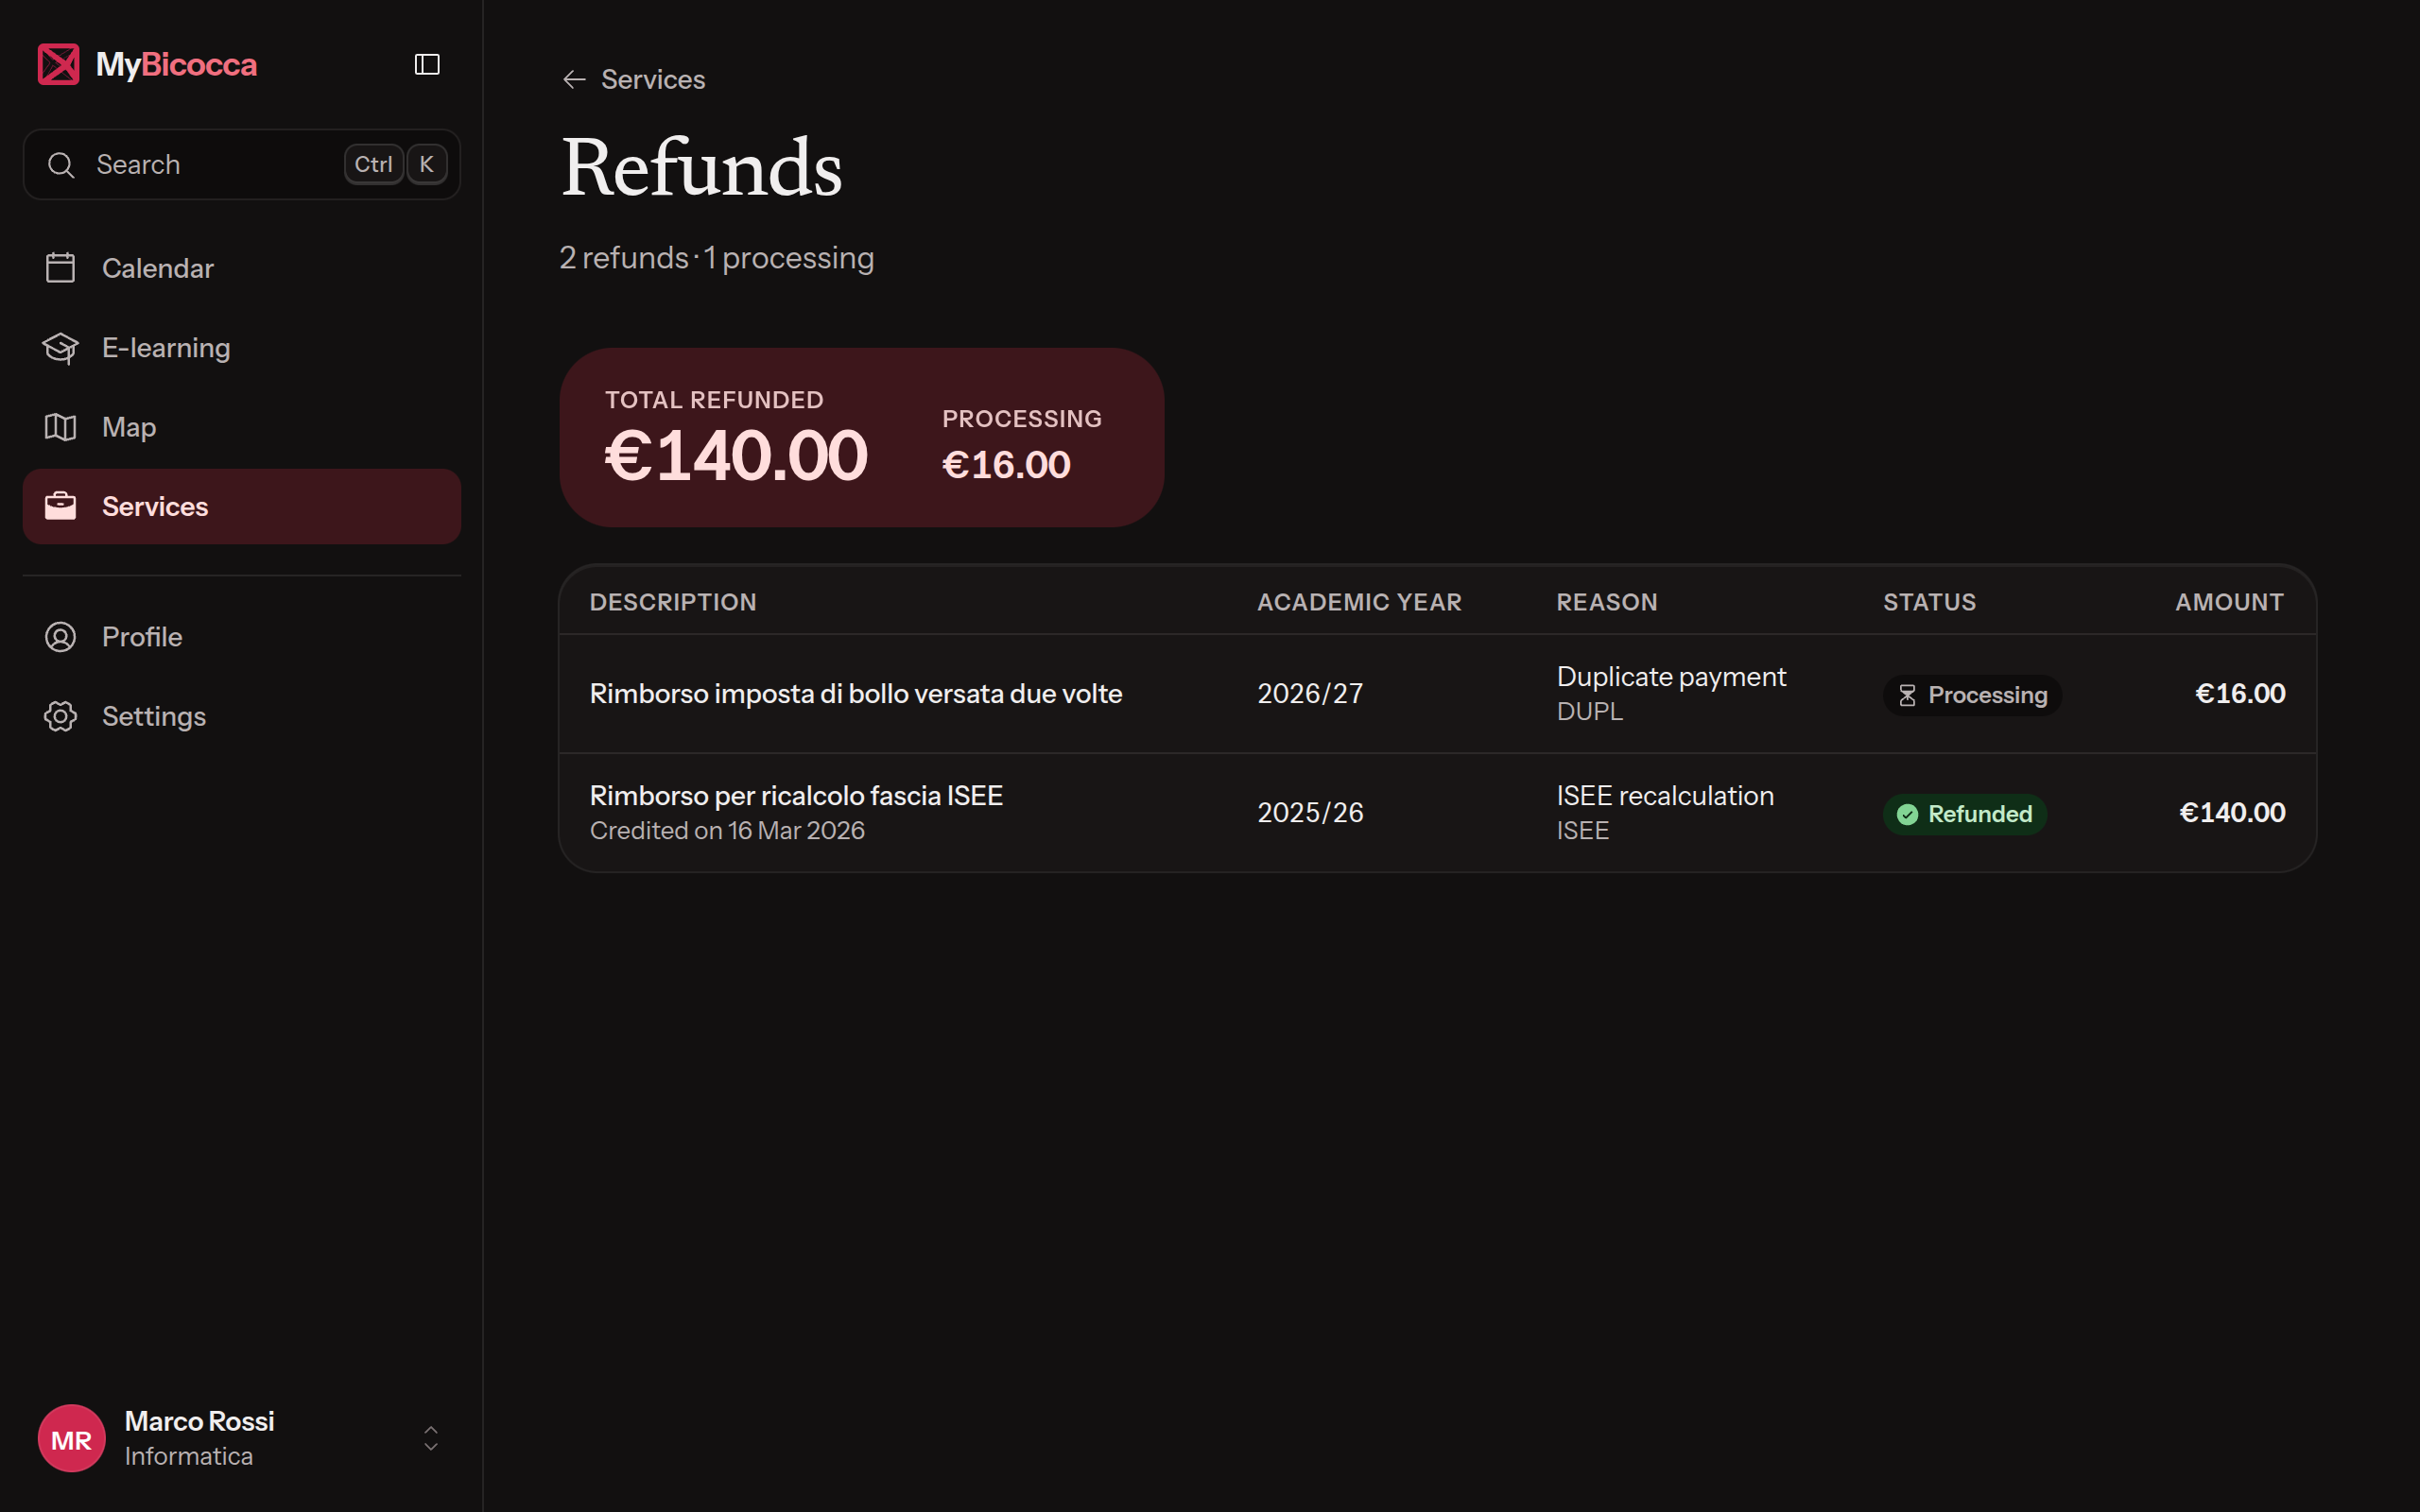 MyBicocca
Search Ctrl K
Calendar
E-learning
Map
Services
Profile
Settings
MR
Marco Rossi
Informatica
Services
Refunds
2 refunds · 1 processing
TOTAL REFUNDED
€140.00
PROCESSING
€16.00
DESCRIPTION ACADEMIC YEAR REASON STATUS AMOUNT
Rimborso imposta di bollo versata due volte 2026/27 Duplicate payment Processing €16.00
DUPL
Rimborso per ricalcolo fascia ISEE 2025/26 ISEE recalculation Refunded €140.00
Credited on 16 Mar 2026 ISEE